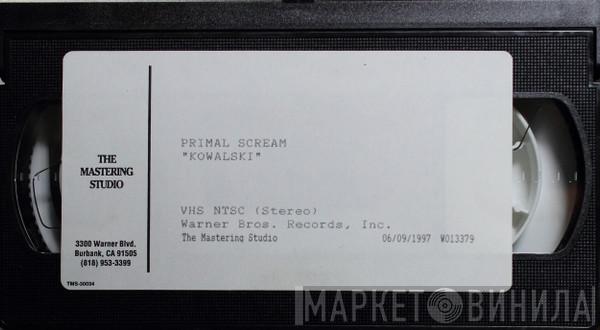 THE
MASTERING
STUDIO
3300 Warner Blvd.
Burbank, CA 91505
(818) 953-3399
TMS-00034
PRIMAL SCREAM
"KOWALSKI"
VHS NTSC (Stereo)
Warner Bros. Records, Inc.
The Mastering Studio 06/09/1997 W013379
МАРКЕТ ВИНИЛА